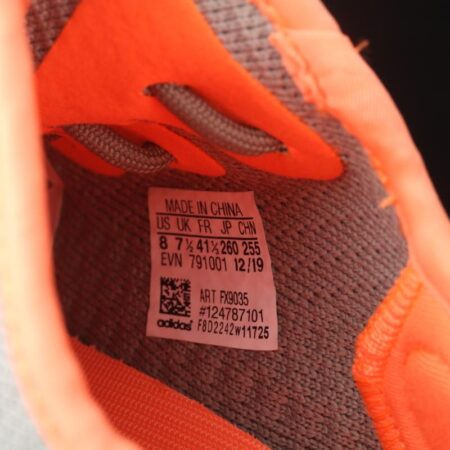 MADE IN CHINA
US UK FR JP CHN
8 7½ 41⅓ 260 255
EVN 791001 12/19
ART FX9035
#124787101
adidas F8D2242W11725